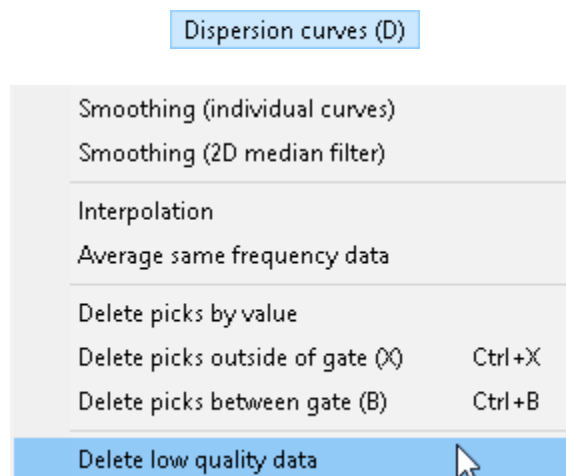 Dispersion curves (D)
Smoothing (individual curves)
Smoothing (2D median filter)
Interpolation
Average same frequency data
Delete picks by value
Delete picks outside of gate (X) Ctrl+X
Delete picks between gate (B) Ctrl+B
Delete low quality data